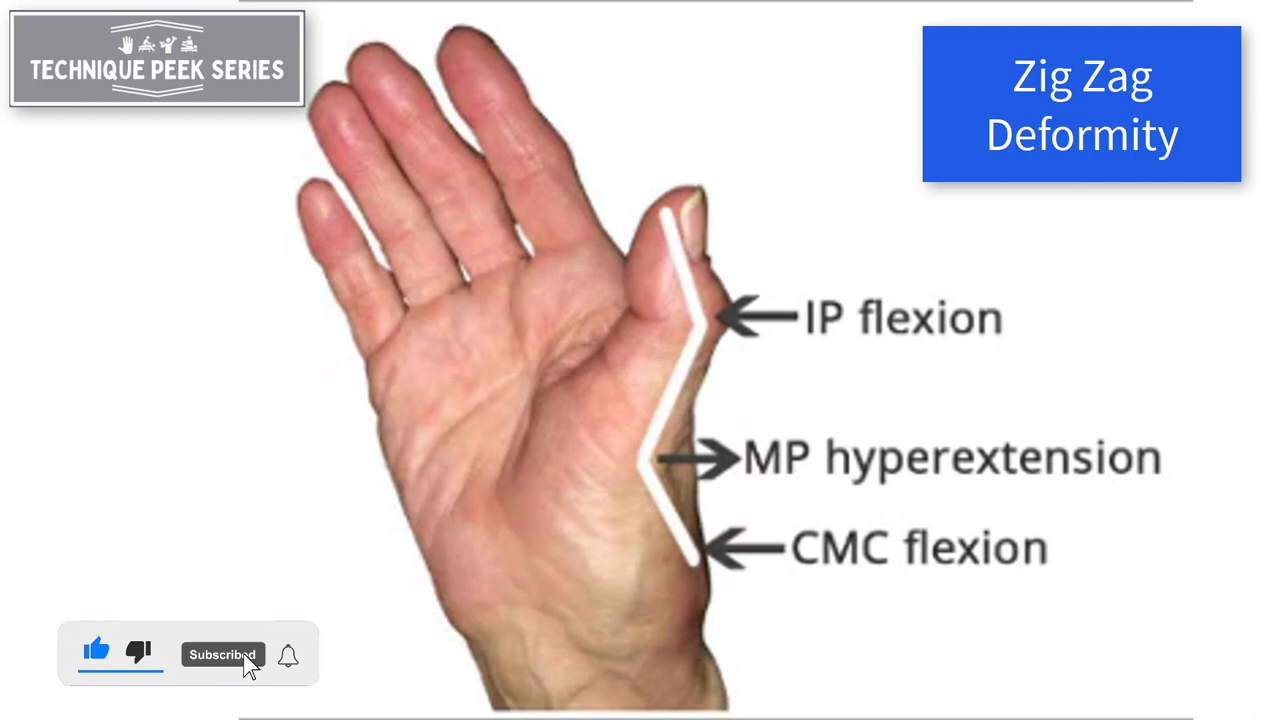 TECHNIQUE PEEK SERIES
Zig Zag
Deformity
IP flexion
MP hyperextension
CMC flexion
Subscribed